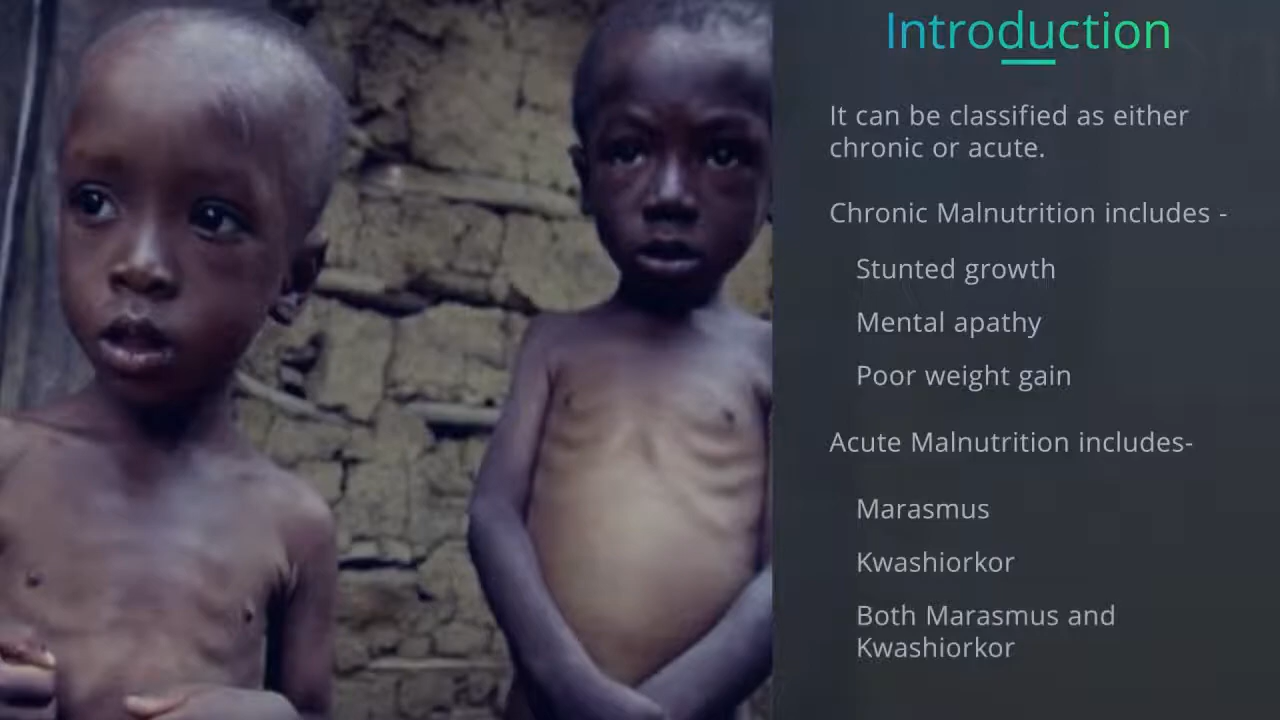 Introduction
It can be classified as either
chronic or acute.
Chronic Malnutrition includes -
Stunted growth
Mental apathy
Poor weight gain
Acute Malnutrition includes-
Marasmus
Kwashiorkor
Both Marasmus and
Kwashiorkor